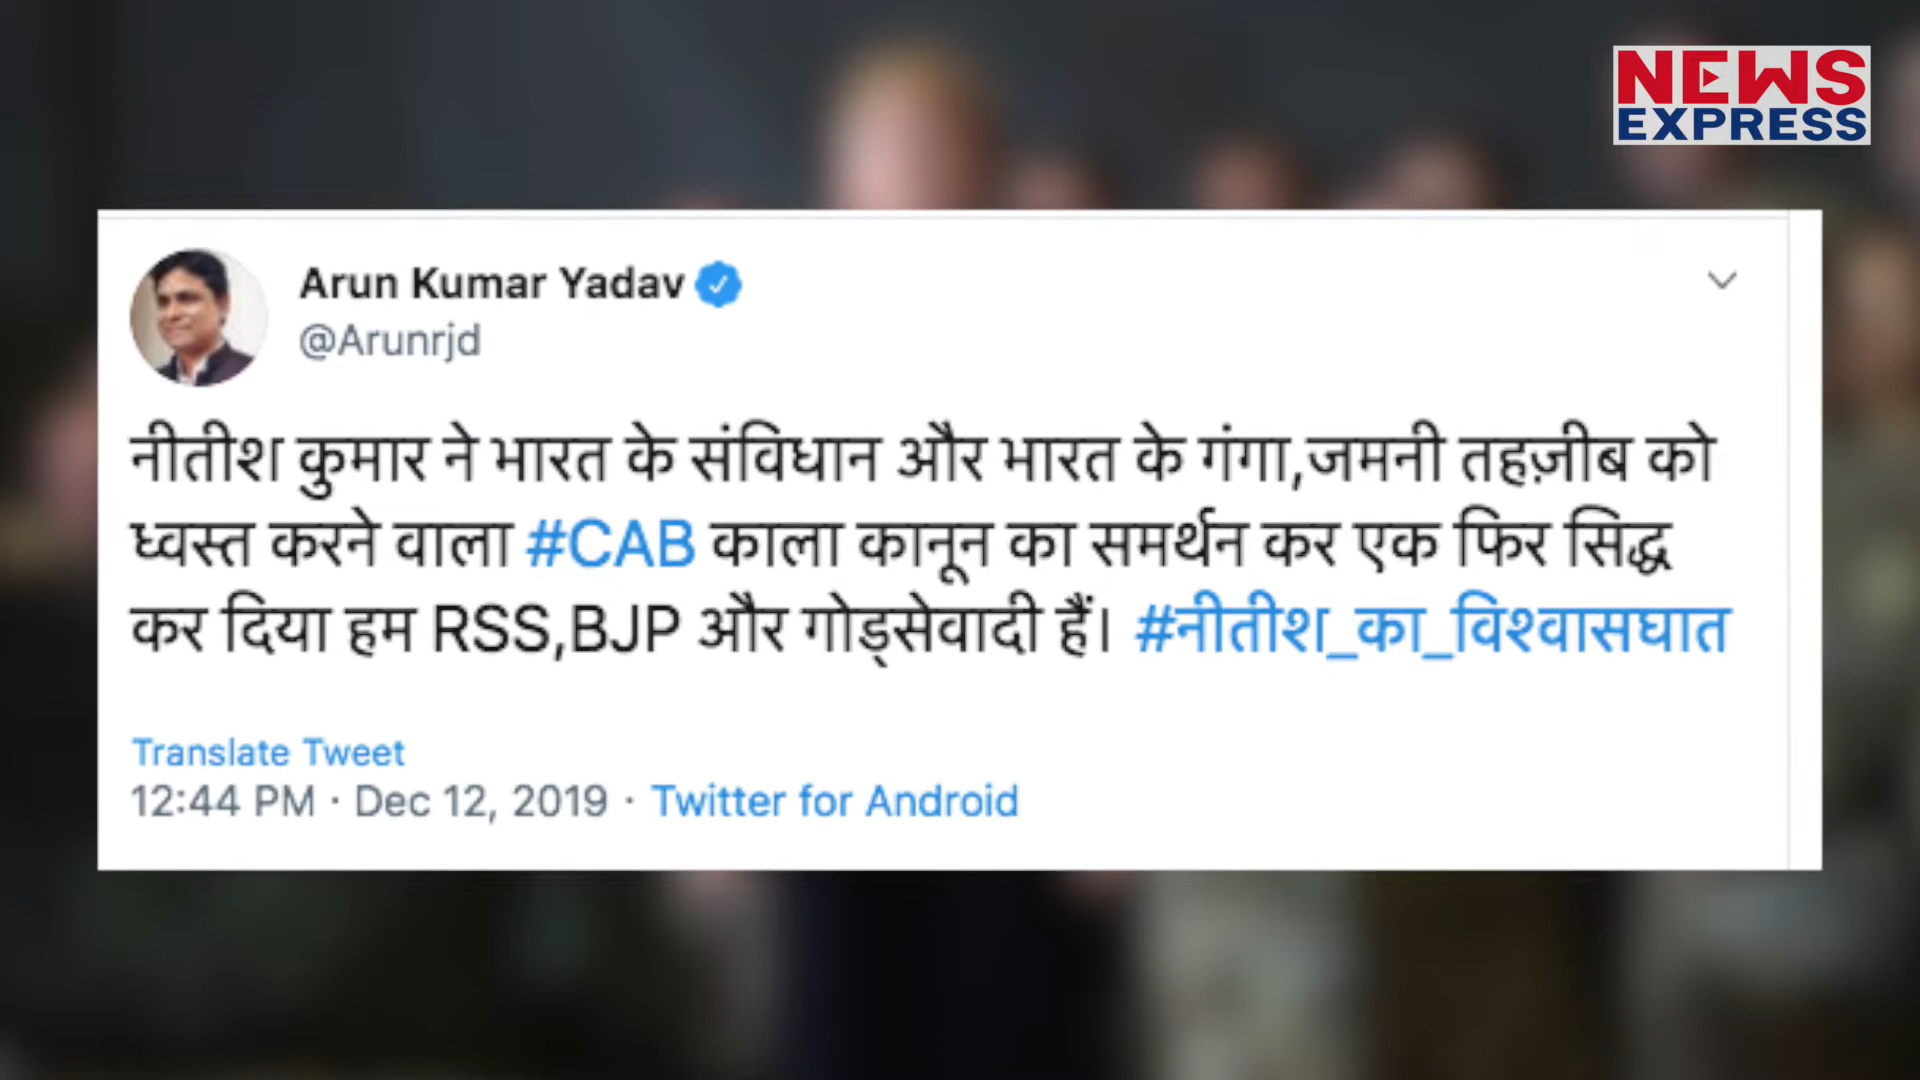 NEWS
EXPRESS
Arun Kumar Yadav
@Arunrjd
नीतीश कुमार ने भारत के संविधान और भारत के गंगा,जमनी तहज़ीब को
ध्वस्त करने वाला #CAB काला कानून का समर्थन कर एक फिर सिद्ध
कर दिया हम RSS,BJP और गोड्सेवादी हैं। #नीतीश_का_विश्वासघात
Translate Tweet
12:44 PM · Dec 12, 2019 · Twitter for Android